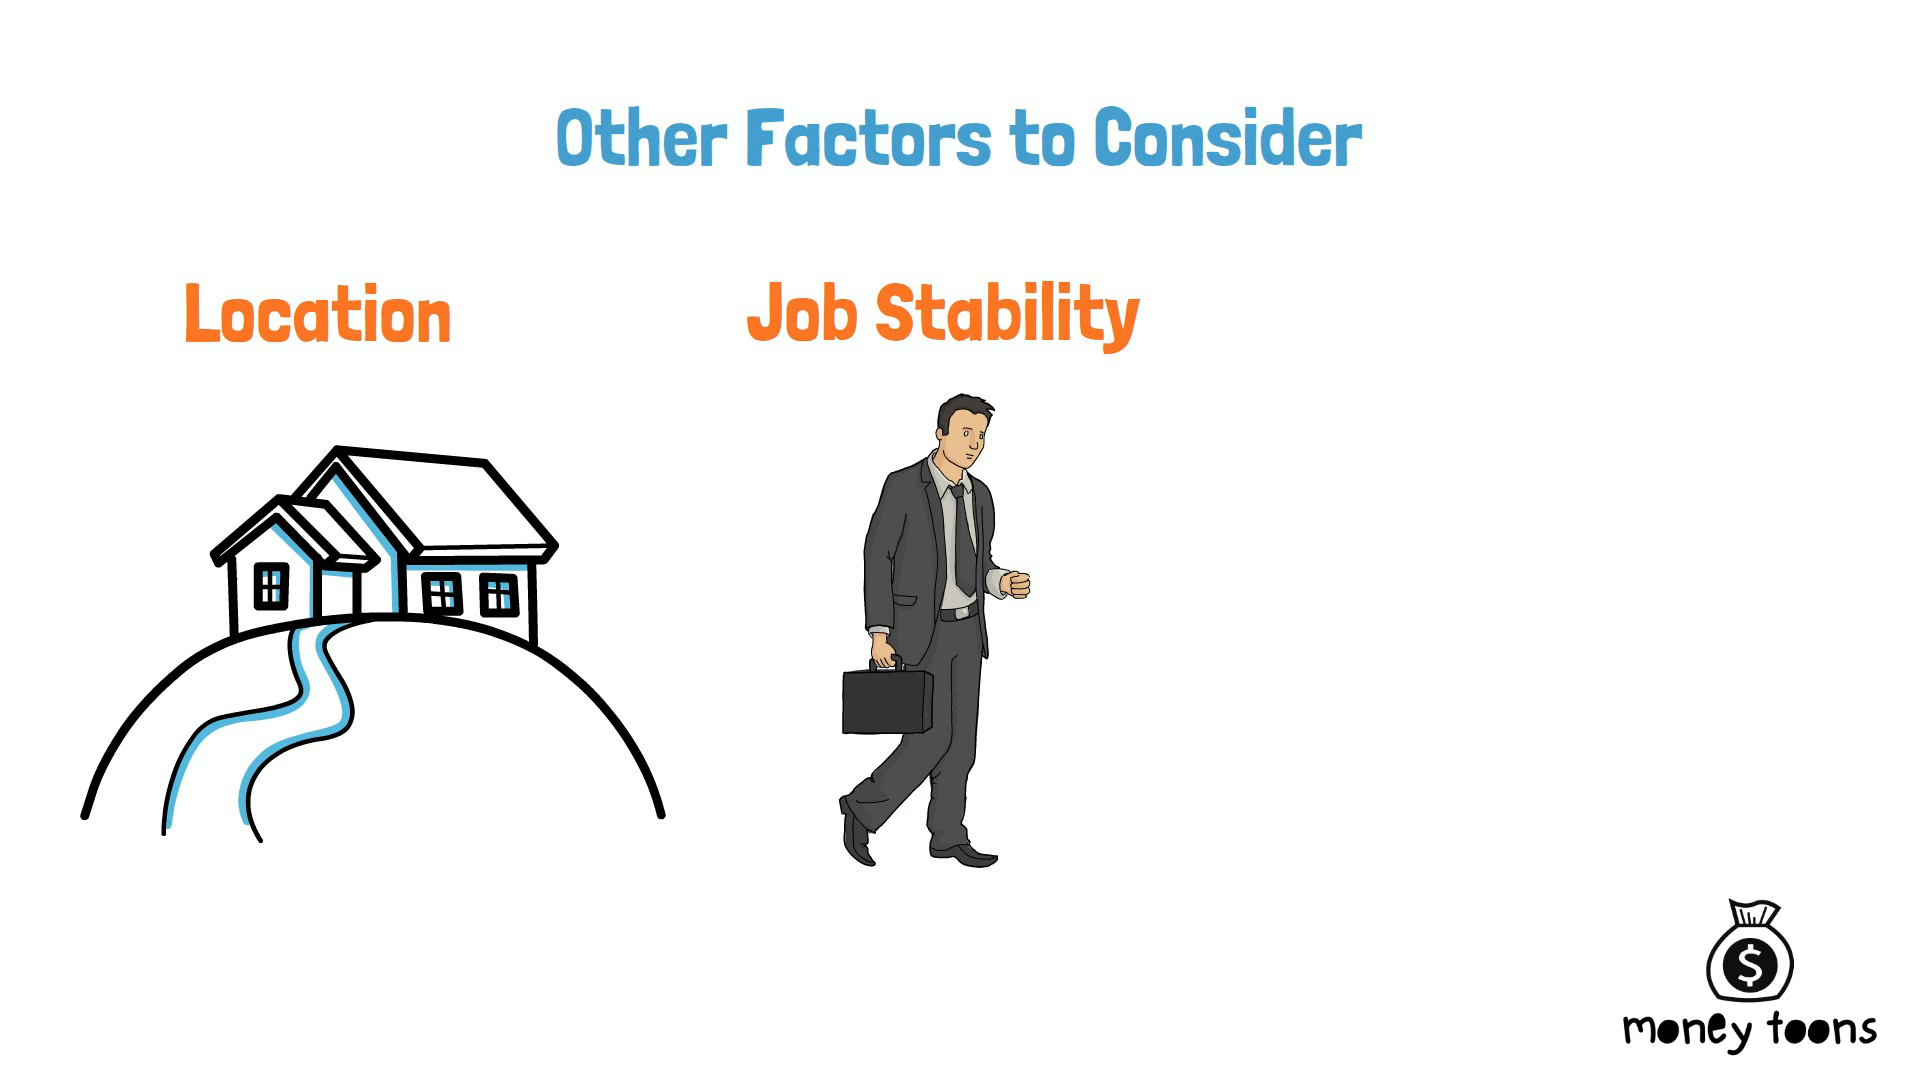 Other Factors to Consider
Location
Job Stability
$
money toons